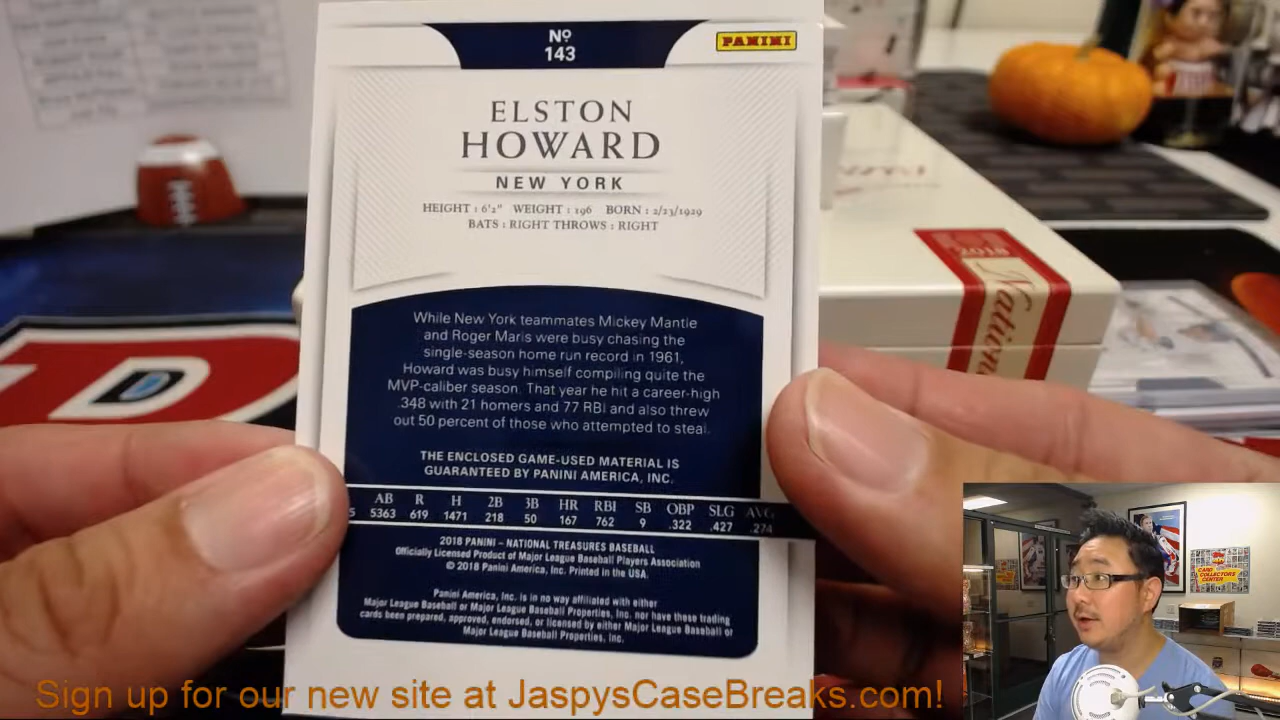 Nº
143
PANINI
ELSTON
HOWARD
NEW YORK
HEIGHT : 6'2" WEIGHT : 196 BORN : 2/23/1929
BATS : RIGHT THROWS : RIGHT
While New York teammates Mickey Mantle
and Roger Maris were busy chasing the
single-season home run record in 1961,
Howard was busy himself compiling quite the
MVP-caliber season. That year he hit a career-high
.348 with 21 homers and 77 RBI and also threw
out 50 percent of those who attempted to steal.
THE ENCLOSED GAME-USED MATERIAL IS
GUARANTEED BY PANINI AMERICA, INC.
AB R H 2B 3B HR RBI SB OBP SLG AVG
5 5363 619 1471 218 50 167 762 9 .322 .427 .274
2018 PANINI – NATIONAL TREASURES BASEBALL
Officially Licensed Product of Major League Baseball Players Association
© 2018 Panini America, Inc. Printed in the USA.
Panini America, Inc. is in no way affiliated with either
Major League Baseball or Major League Baseball Properties, Inc. nor have these trading
cards been prepared, approved, endorsed, or licensed by either Major League Baseball or
Major League Baseball Properties, Inc.
2018
Nation
D
CARD
COLLECTORS
CENTER
Sign up for our new site at JaspysCaseBreaks.com!